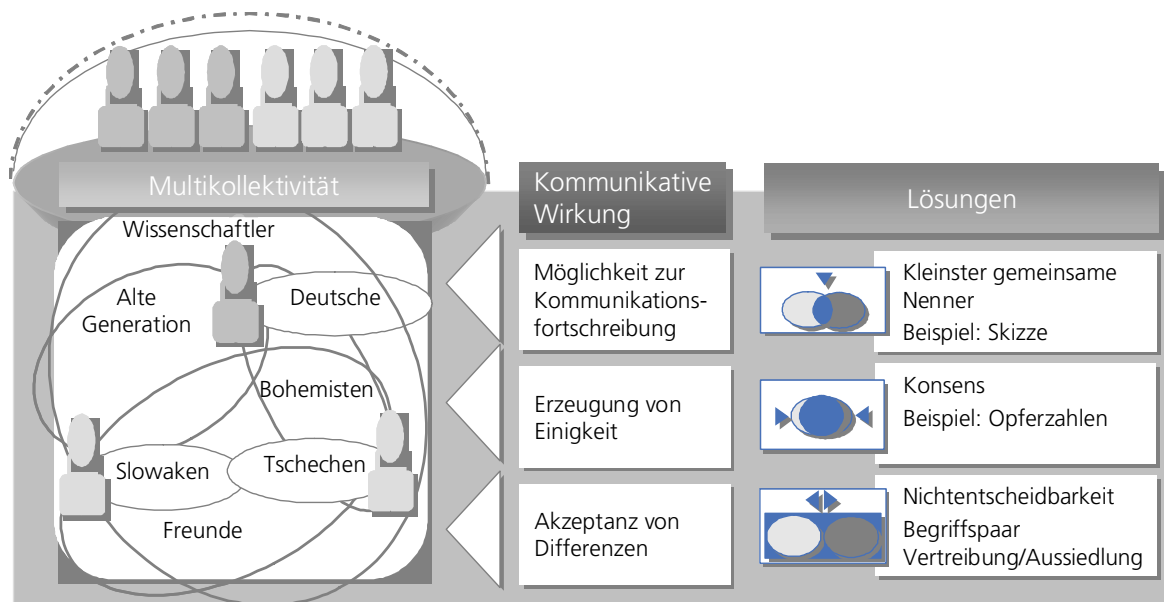 Multikollektivität
Wissenschaftler
Alte
Generation
Deutsche
Bohemisten
Slowaken
Tschechen
Freunde
Kommunikative
Wirkung
Möglichkeit zur
Kommunikations-
fortschreibung
Erzeugung von
Einigkeit
Akzeptanz von
Differenzen
Lösungen
Kleinster gemeinsame
Nenner
Beispiel: Skizze
Konsens
Beispiel: Opferzahlen
Nichtentscheidbarkeit
Begriffspaar
Vertreibung/Aussiedlung